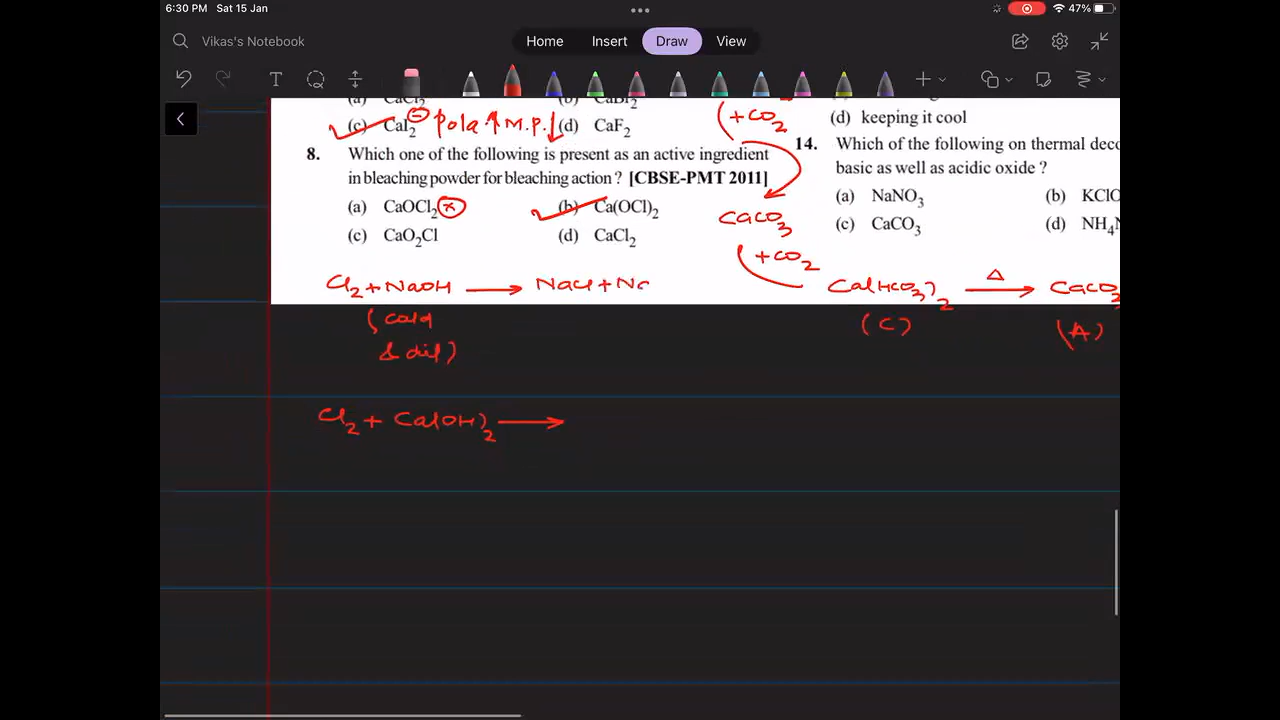 6:30 PM Sat 15 Jan
47%
Vikas's Notebook
Home Insert Draw View
(a) CaCl2 (b) CaBr2
(c) CaI2 (d) CaF2
pola ↑ M.P. ↓
8. Which one of the following is present as an active ingredient
in bleaching powder for bleaching action ? [CBSE-PMT 2011]
(a) CaOCl2 (b) Ca(OCl)2
(c) CaO2Cl (d) CaCl2
Cl2 + NaOH → NaCl + Na
(cold
& dil)
Cl2 + Ca(OH)2 →
+CO2
CaCO3
+CO2
Ca(HCO3)2 Δ→ CaCO3
(C) (A)
(d) keeping it cool
14. Which of the following on thermal deco
basic as well as acidic oxide ?
(a) NaNO3 (b) KClO
(c) CaCO3 (d) NH4N